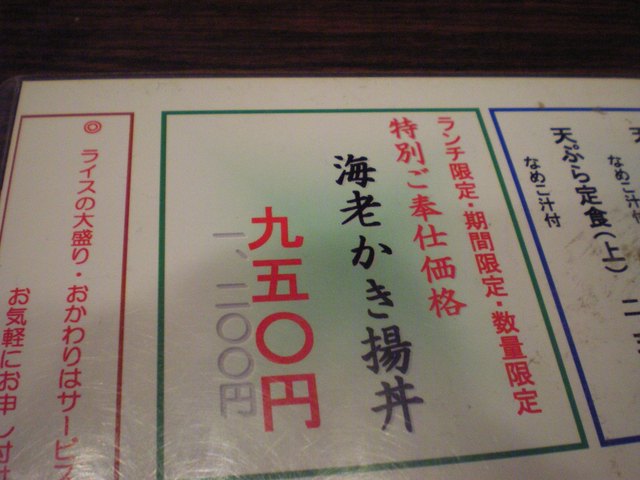 天ぷら定食(上)
なめこ汁付
ランチ限定・期間限定・数量限定
特別ご奉仕価格
海老かき揚丼
九五〇円
一、二〇〇円
◎ ライスの大盛り・おかわりはサービス
お気軽にお申し付け